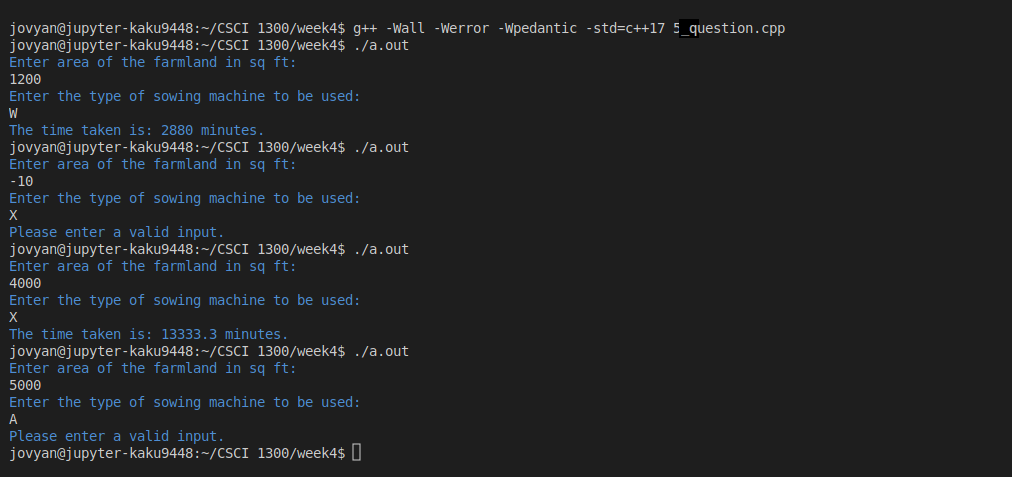 jovyan@jupyter-kaku9448:~/CSCI 1300/week4$ g++ -Wall -Werror -Wpedantic -std=c++17 5_question.cpp
jovyan@jupyter-kaku9448:~/CSCI 1300/week4$ ./a.out
Enter area of the farmland in sq ft:
1200
Enter the type of sowing machine to be used:
W
The time taken is: 2880 minutes.
jovyan@jupyter-kaku9448:~/CSCI 1300/week4$ ./a.out
Enter area of the farmland in sq ft:
-10
Enter the type of sowing machine to be used:
X
Please enter a valid input.
jovyan@jupyter-kaku9448:~/CSCI 1300/week4$ ./a.out
Enter area of the farmland in sq ft:
4000
Enter the type of sowing machine to be used:
X
The time taken is: 13333.3 minutes.
jovyan@jupyter-kaku9448:~/CSCI 1300/week4$ ./a.out
Enter area of the farmland in sq ft:
5000
Enter the type of sowing machine to be used:
A
Please enter a valid input.
jovyan@jupyter-kaku9448:~/CSCI 1300/week4$